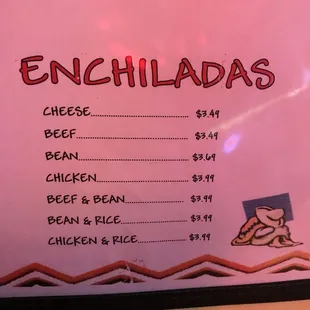 ENCHILADAS
CHEESE.......................... $3.49
BEEF.............................. $3.49
BEAN.............................. $3.69
CHICKEN........................ $3.99
BEEF & BEAN................ $3.99
BEAN & RICE................. $3.99
CHICKEN & RICE............. $3.99